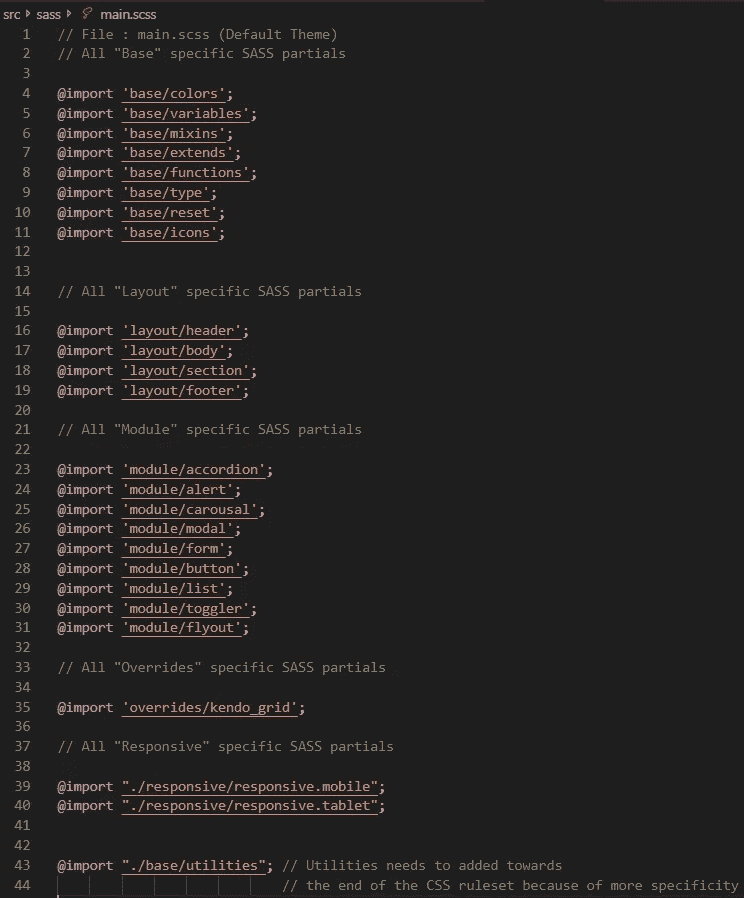 src sass main.scss
1 // File : main.scss (Default Theme)
2 // All "Base" specific SASS partials
3
4 @import 'base/colors';
5 @import 'base/variables';
6 @import 'base/mixins';
7 @import 'base/extends';
8 @import 'base/functions';
9 @import 'base/type';
10 @import 'base/reset';
11 @import 'base/icons';
12
13
14 // All "Layout" specific SASS partials
15
16 @import 'layout/header';
17 @import 'layout/body';
18 @import 'layout/section';
19 @import 'layout/footer';
20
21 // All "Module" specific SASS partials
22
23 @import 'module/accordion';
24 @import 'module/alert';
25 @import 'module/carousal';
26 @import 'module/modal';
27 @import 'module/form';
28 @import 'module/button';
29 @import 'module/list';
30 @import 'module/toggler';
31 @import 'module/flyout';
32
33 // All "Overrides" specific SASS partials
34
35 @import 'overrides/kendo_grid';
36
37 // All "Responsive" specific SASS partials
38
39 @import "./responsive/responsive.mobile";
40 @import "./responsive/responsive.tablet";
41
42
43 @import "./base/utilities"; // Utilities needs to added towards
44 // the end of the CSS ruleset because of more specificity